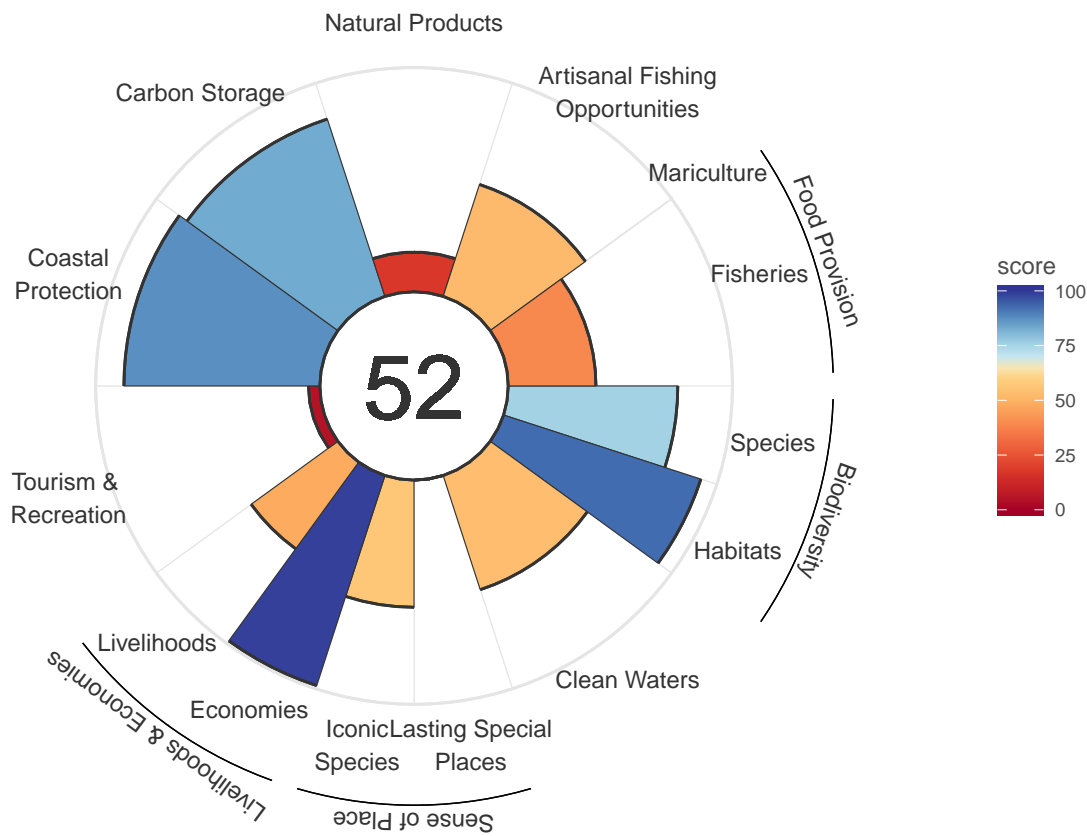 Natural Products
Artisanal Fishing
Opportunities
Carbon Storage
Mariculture
Food Provision
Fisheries
Coastal
Protection
score
100
75
50
25
0
52
Species
Biodiversity
Habitats
Tourism &
Recreation
Livelihoods
Livelihoods & Economies
Economies
Clean Waters
Iconic
Species
Lasting Special
Places
Sense of Place